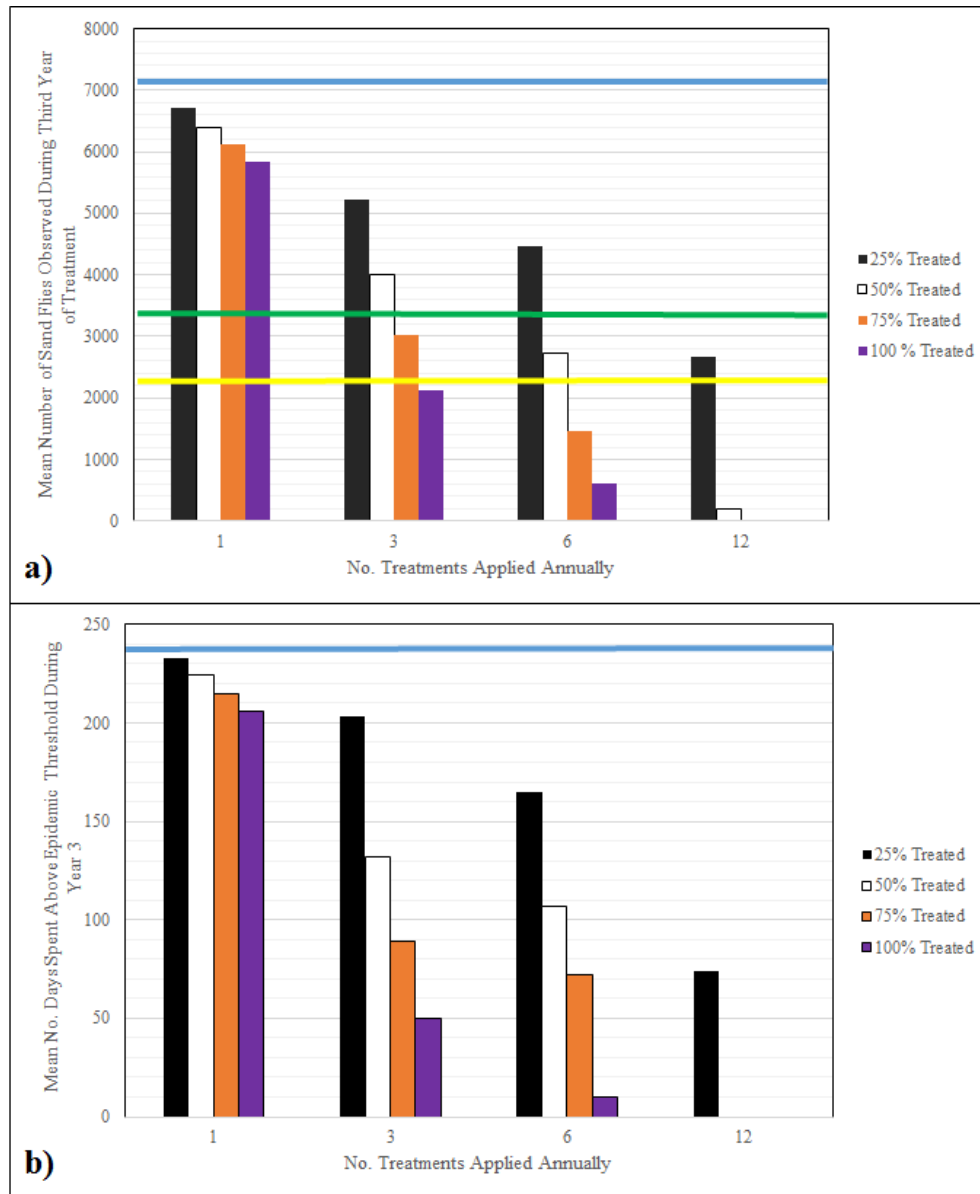 8000
7000
6000
5000
4000
3000
2000
1000
0
Mean Number of Sand Flies Observed During Third Year
of Treatment
1
3
6
12
No. Treatments Applied Annually
25% Treated
50% Treated
75% Treated
100 % Treated
a)
250
200
150
100
50
0
Mean No. Days Spent Above Epidemic Threshold During
Year 3
1
3
6
12
No. Treatments Applied Annually
25% Treated
50% Treated
75% Treated
100% Treated
b)